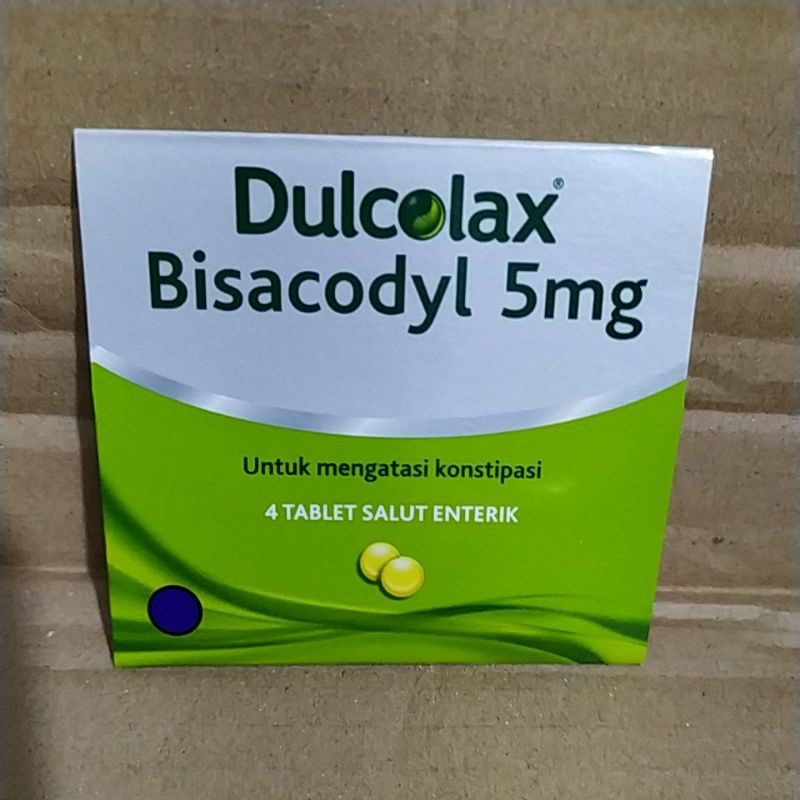 Dulcolax®
Bisacodyl 5mg
Untuk mengatasi konstipasi
4 TABLET SALUT ENTERIK